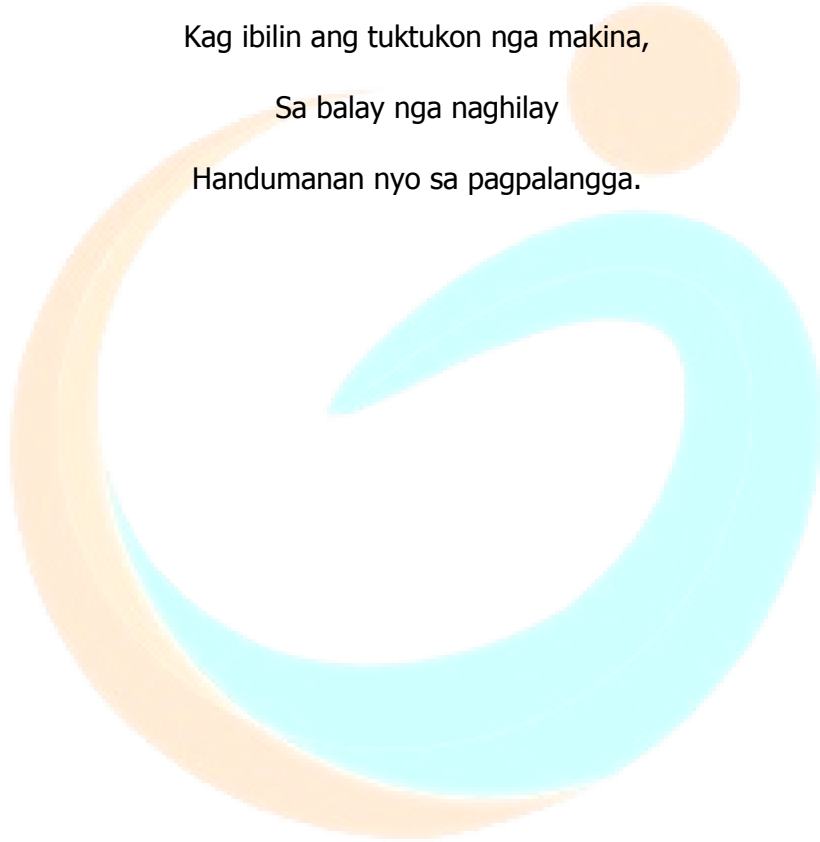 Kag ibilin ang tuktukon nga makina,
Sa balay nga naghilay
Handumanan nyo sa pagpalangga.